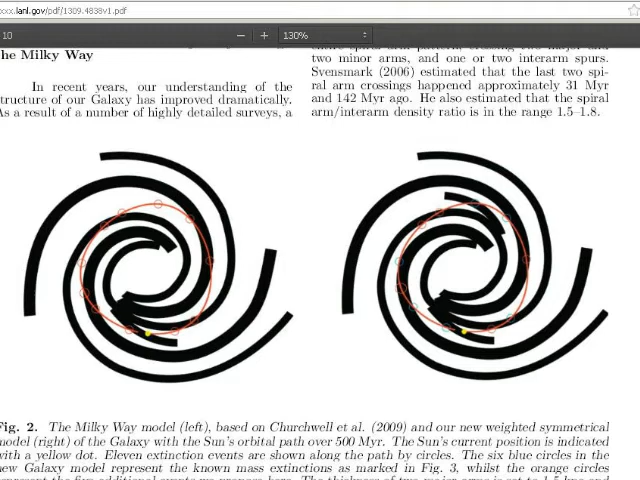 xxx.lanl.gov/pdf/1309.4838v1.pdf
10
130%
he Milky Way
In recent years, our understanding of the
tructure of our Galaxy has improved dramatically.
As a result of a number of highly detailed surveys, a
two minor arms, and one or two interarm spurs.
Svensmark (2006) estimated that the last two spi-
ral arm crossings happened approximately 31 Myr
and 142 Myr ago. He also estimated that the spiral
arm/interarm density ratio is in the range 1.5–1.8.
Fig. 2. The Milky Way model (left), based on Churchwell et al. (2009) and our new weighted symmetrical
model (right) of the Galaxy with the Sun's orbital path over 500 Myr. The Sun's current position is indicated
with a yellow dot. Eleven extinction events are shown along the path by circles. The six blue circles in the
new Galaxy model represent the known mass extinctions as marked in Fig. 3, whilst the orange circles